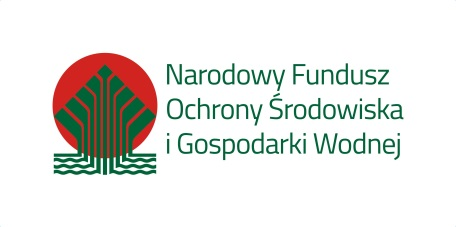 Narodowy Fundusz
Ochrony Środowiska
i Gospodarki Wodnej